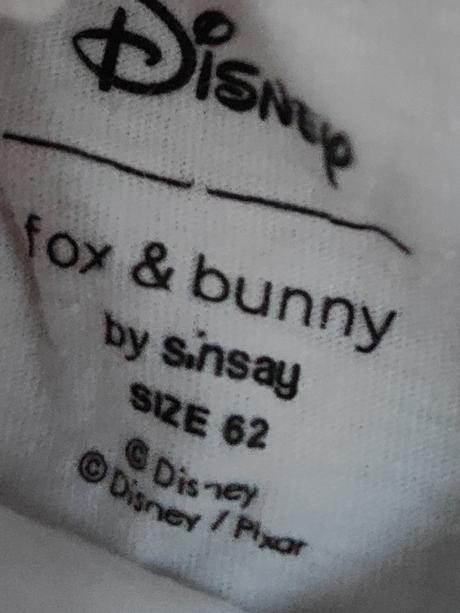 Disney
fox & bunny
by sinsay
SIZE 62
© Disney
© Disney / Pixar